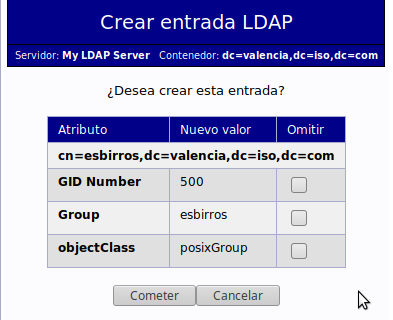 Crear entrada LDAP
Servidor: My LDAP Server Contenedor: dc=valencia,dc=iso,dc=com
¿Desea crear esta entrada?
Atributo Nuevo valor Omitir
cn=esbirros,dc=valencia,dc=iso,dc=com
GID Number 500
Group esbirros
objectClass posixGroup
Cometer Cancelar